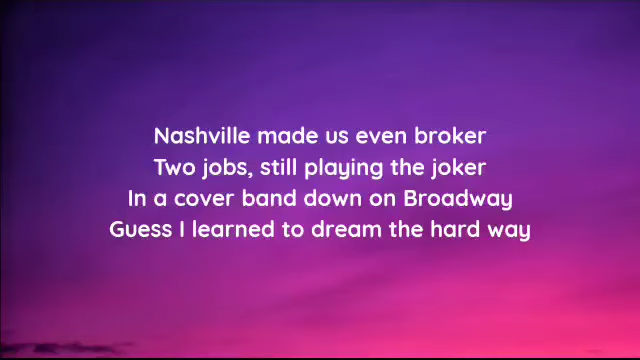 Nashville made us even broker
Two jobs, still playing the joker
In a cover band down on Broadway
Guess I learned to dream the hard way